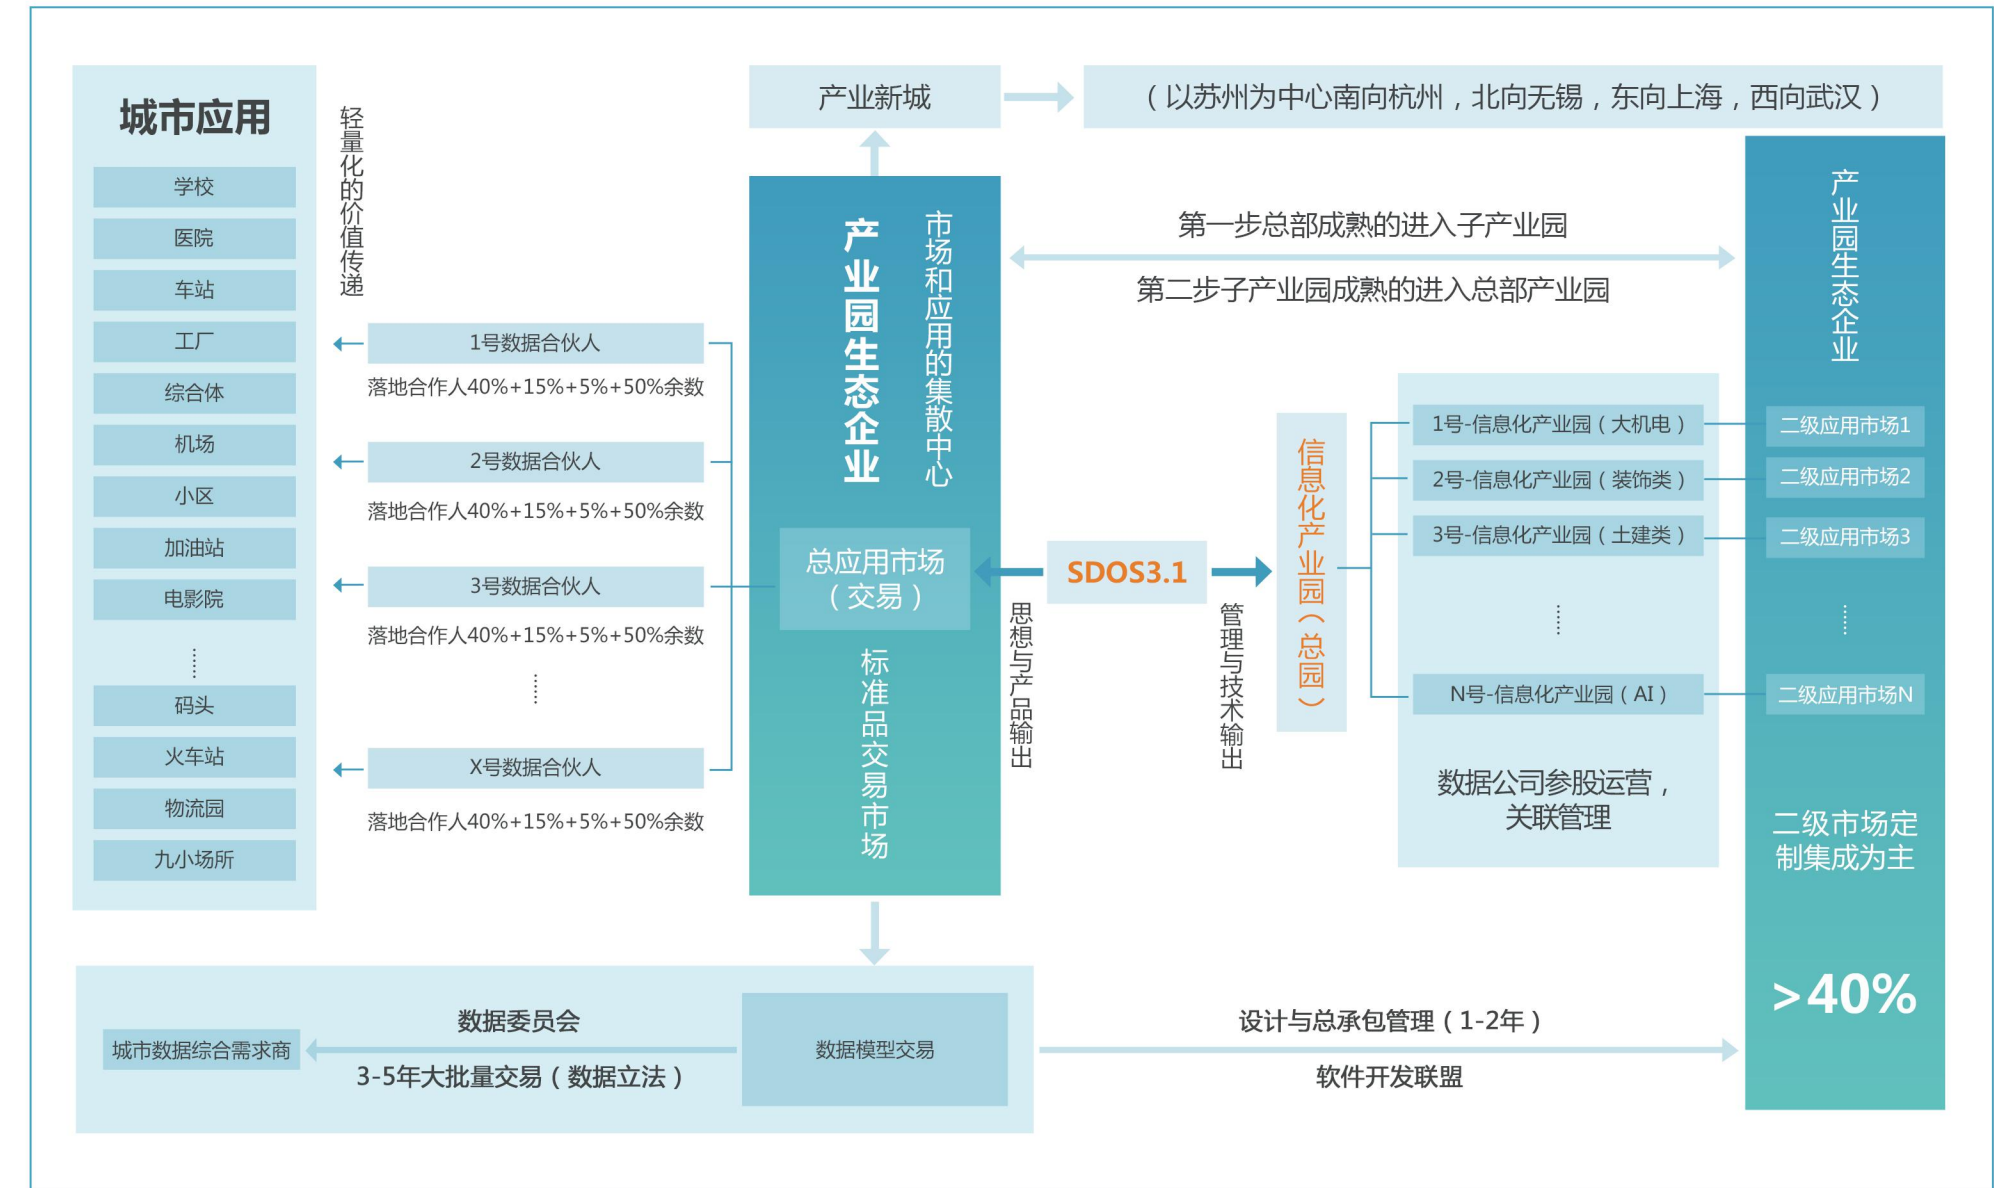 城市应用
学校
医院
车站
工厂
综合体
机场
小区
加油站
电影院
......
码头
火车站
物流园
九小场所
轻量化的价值传递
1号数据合伙人
落地合作人40%+15%+5%+50%余数
2号数据合伙人
落地合作人40%+15%+5%+50%余数
3号数据合伙人
落地合作人40%+15%+5%+50%余数
......
X号数据合伙人
落地合作人40%+15%+5%+50%余数
产业新城
（以苏州为中心南向杭州，北向无锡，东向上海，西向武汉）
产业园生态企业
市场和应用的集散中心
总应用市场
（交易）
标准品交易市场
第一步总部成熟的进入子产业园
第二步子产业园成熟的进入总部产业园
SDOS3.1
思想与产品输出
管理与技术输出
信息化产业园（总园）
1号-信息化产业园（大机电）
2号-信息化产业园（装饰类）
3号-信息化产业园（土建类）
......
N号-信息化产业园（AI）
数据公司参股运营，
关联管理
产业园生态企业
二级应用市场1
二级应用市场2
二级应用市场3
......
二级应用市场N
二级市场定
制集成为主
>40%
城市数据综合需求商
数据委员会
3-5年大批量交易（数据立法）
数据模型交易
设计与总承包管理（1-2年）
软件开发联盟